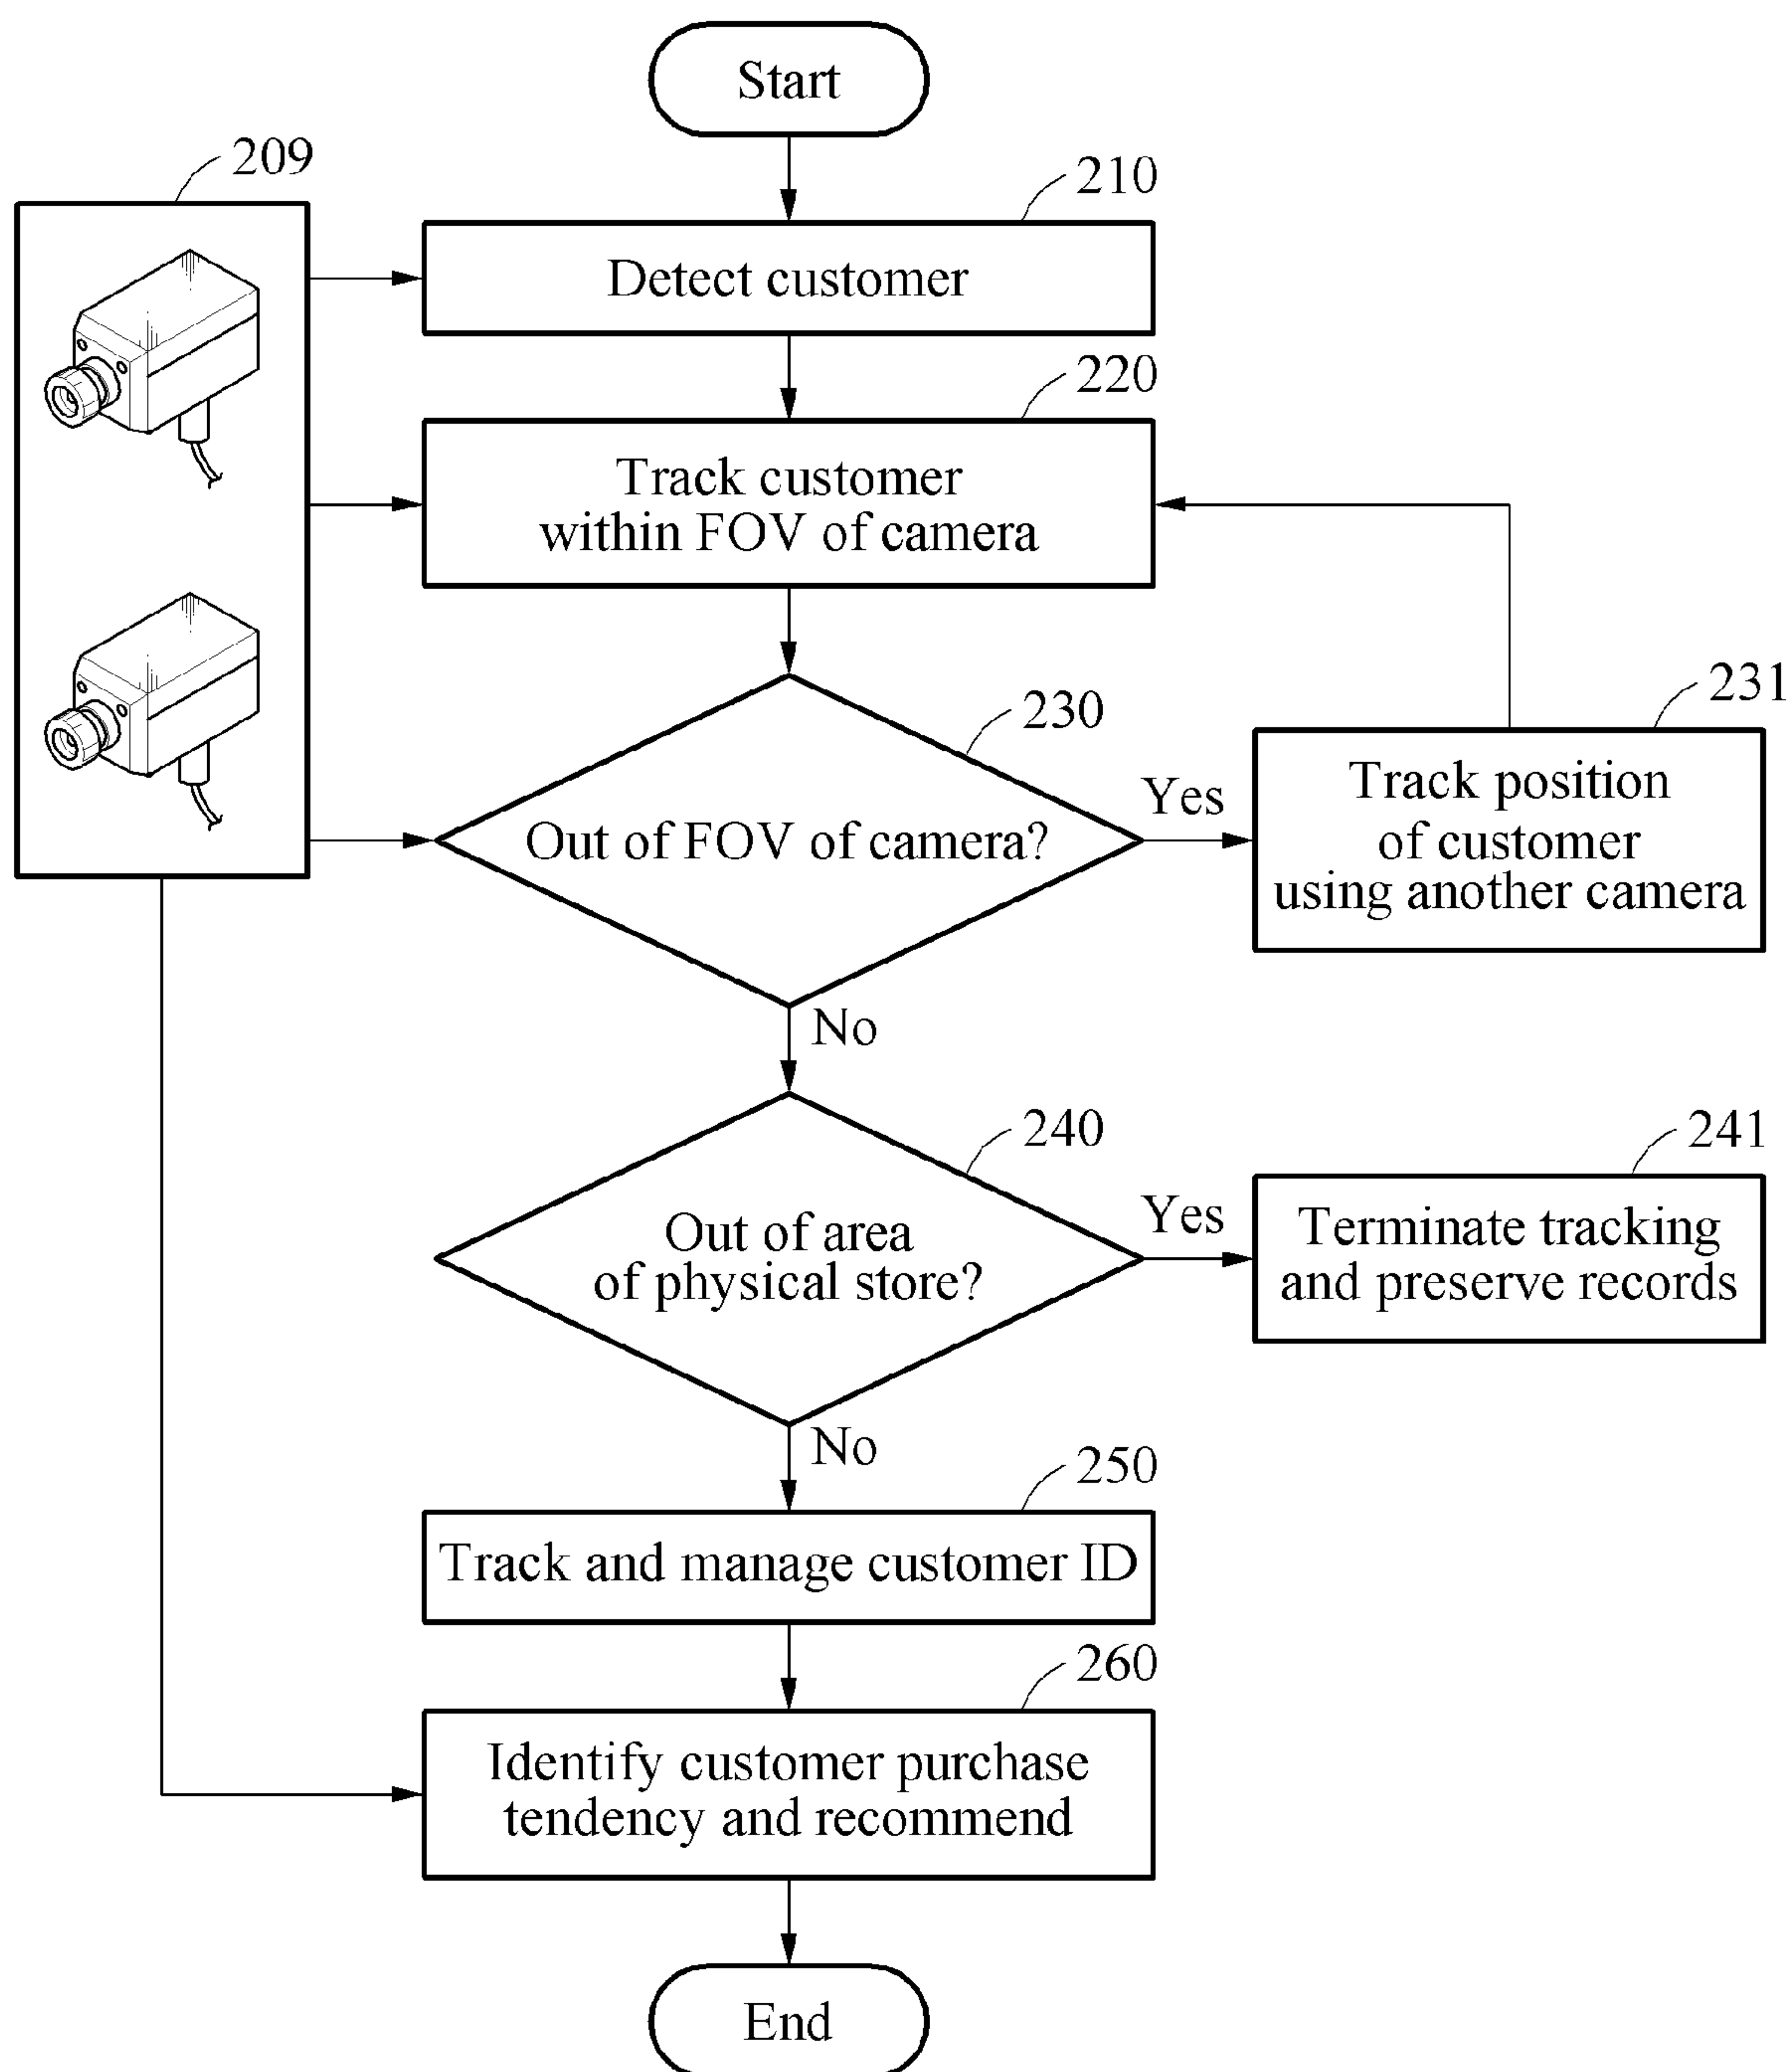 Start
209
210
Detect customer
220
Track customer
within FOV of camera
230
Out of FOV of camera?
Yes
231
Track position
of customer
using another camera
No
240
Out of area
of physical store?
Yes
241
Terminate tracking
and preserve records
No
250
Track and manage customer ID
260
Identify customer purchase
tendency and recommend
End